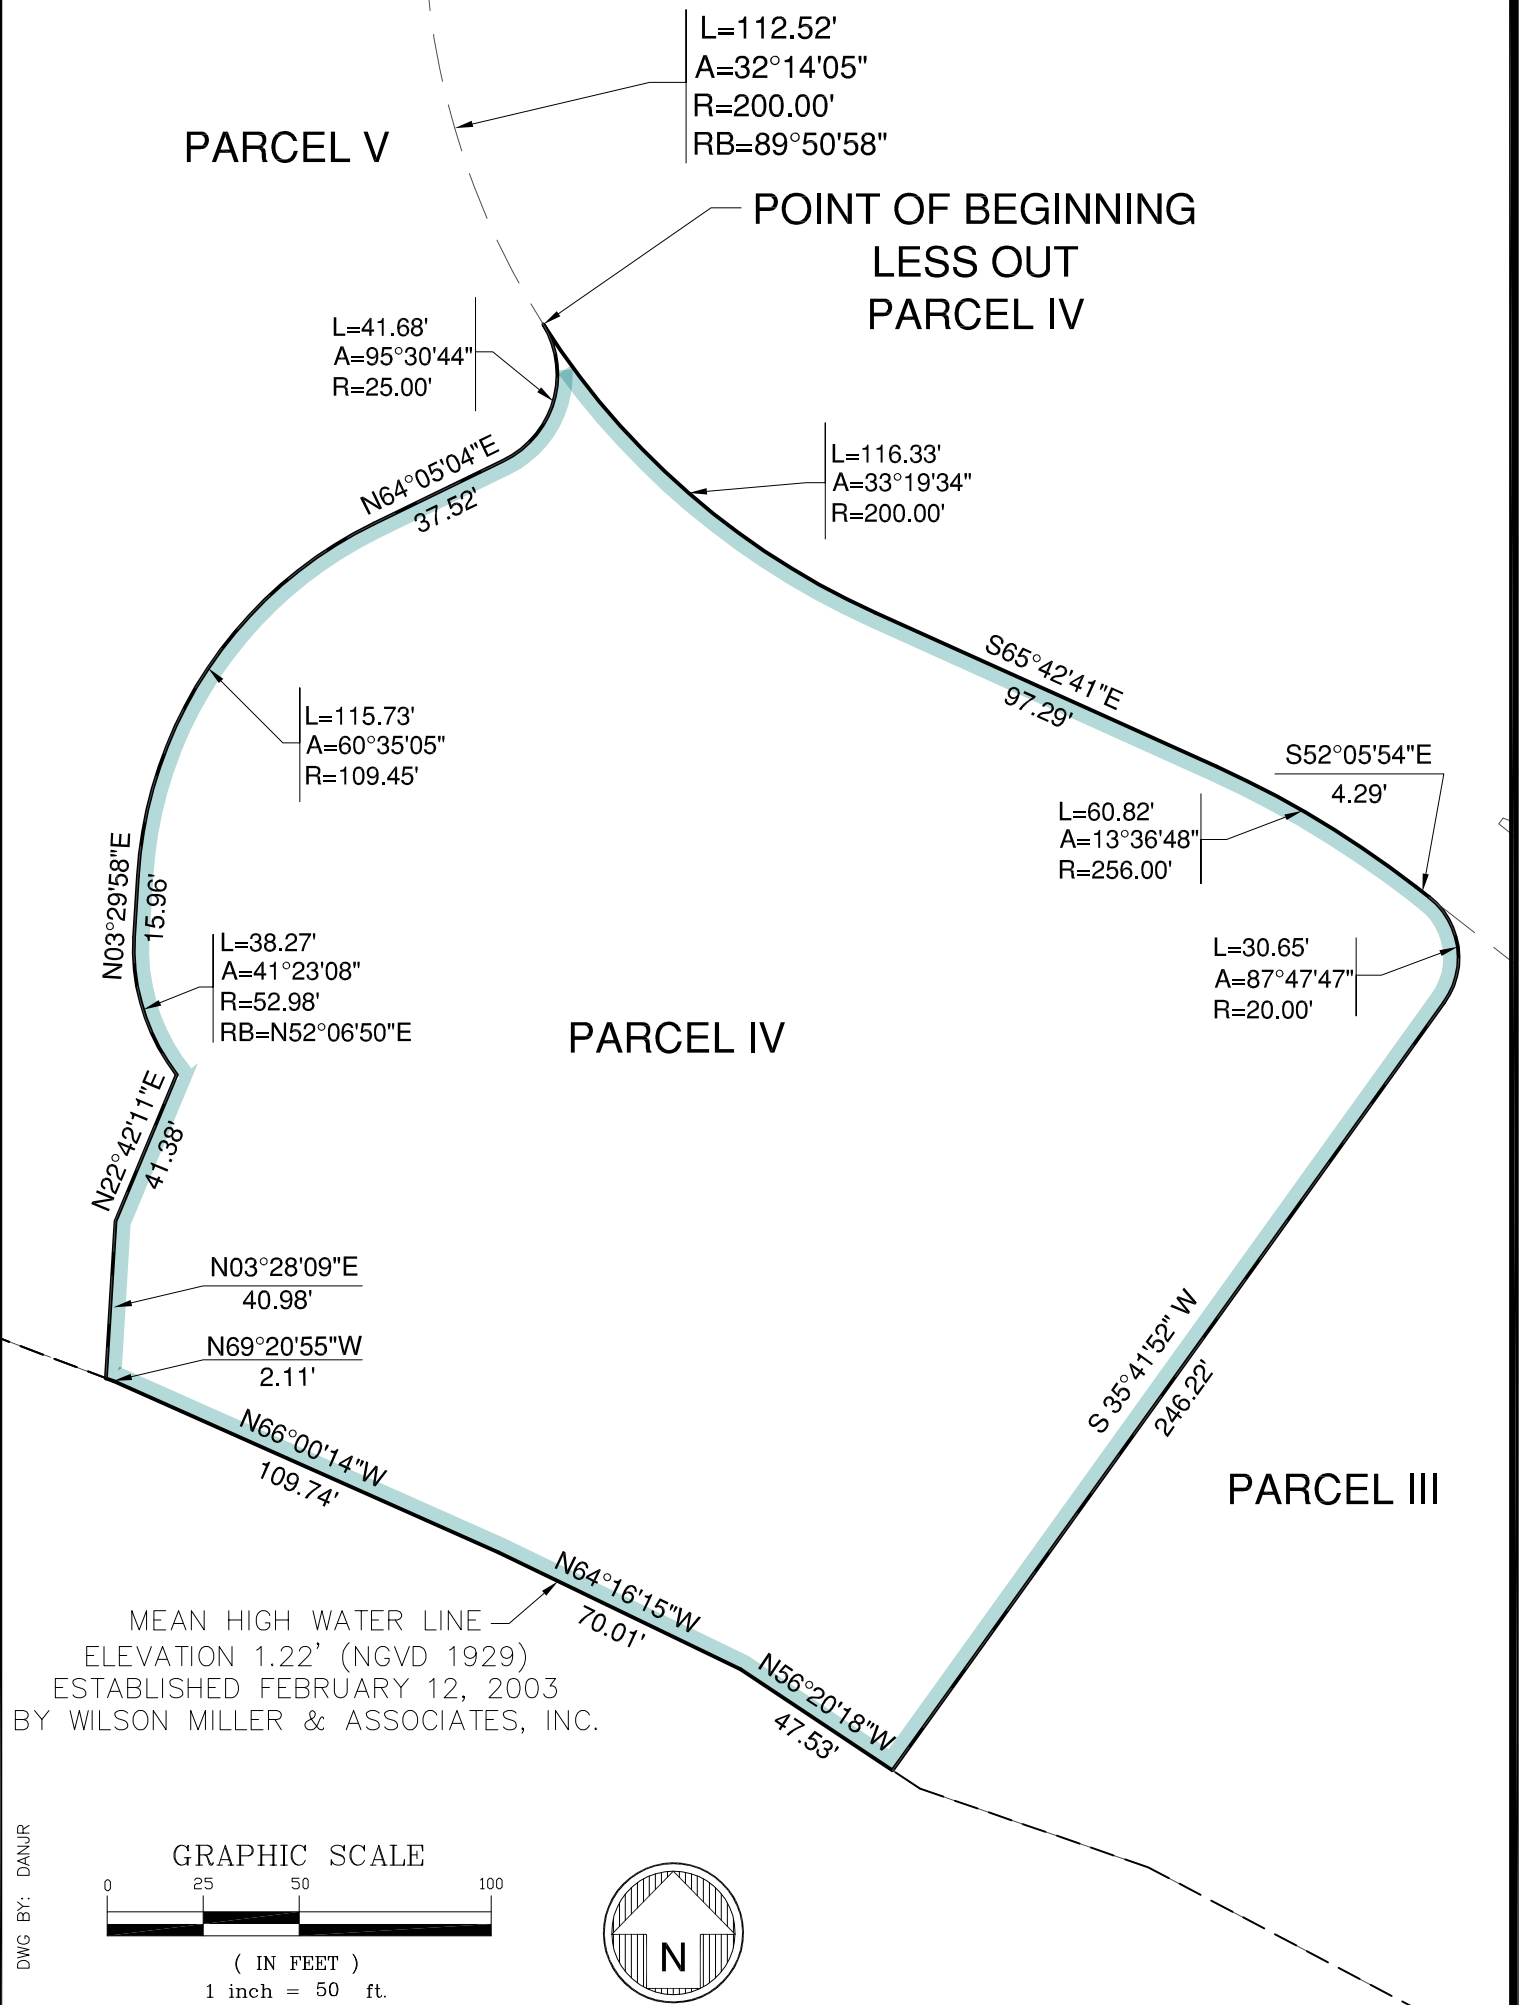 L=112.52'
A=32°14'05"
R=200.00'
RB=89°50'58"
PARCEL V
POINT OF BEGINNING
LESS OUT
PARCEL IV
L=41.68'
A=95°30'44"
R=25.00'
N64°05'04"E
37.52'
L=116.33'
A=33°19'34"
R=200.00'
S65°42'41"E
97.29'
L=115.73'
A=60°35'05"
R=109.45'
S52°05'54"E
4.29'
L=60.82'
A=13°36'48"
R=256.00'
N03°29'58"E
15.96'
L=38.27'
A=41°23'08"
R=52.98'
RB=N52°06'50"E
L=30.65'
A=87°47'47"
R=20.00'
PARCEL IV
N22°42'11"E
41.38'
N03°28'09"E
40.98'
N69°20'55"W
2.11'
S 35°41'52" W
246.22'
N66°00'14"W
109.74'
PARCEL III
N64°16'15"W
70.01'
N56°20'18"W
47.53'
MEAN HIGH WATER LINE
ELEVATION 1.22' (NGVD 1929)
ESTABLISHED FEBRUARY 12, 2003
BY WILSON MILLER & ASSOCIATES, INC.
DWG BY: DANJR
GRAPHIC SCALE
0 25 50 100
( IN FEET )
1 inch = 50 ft.
N